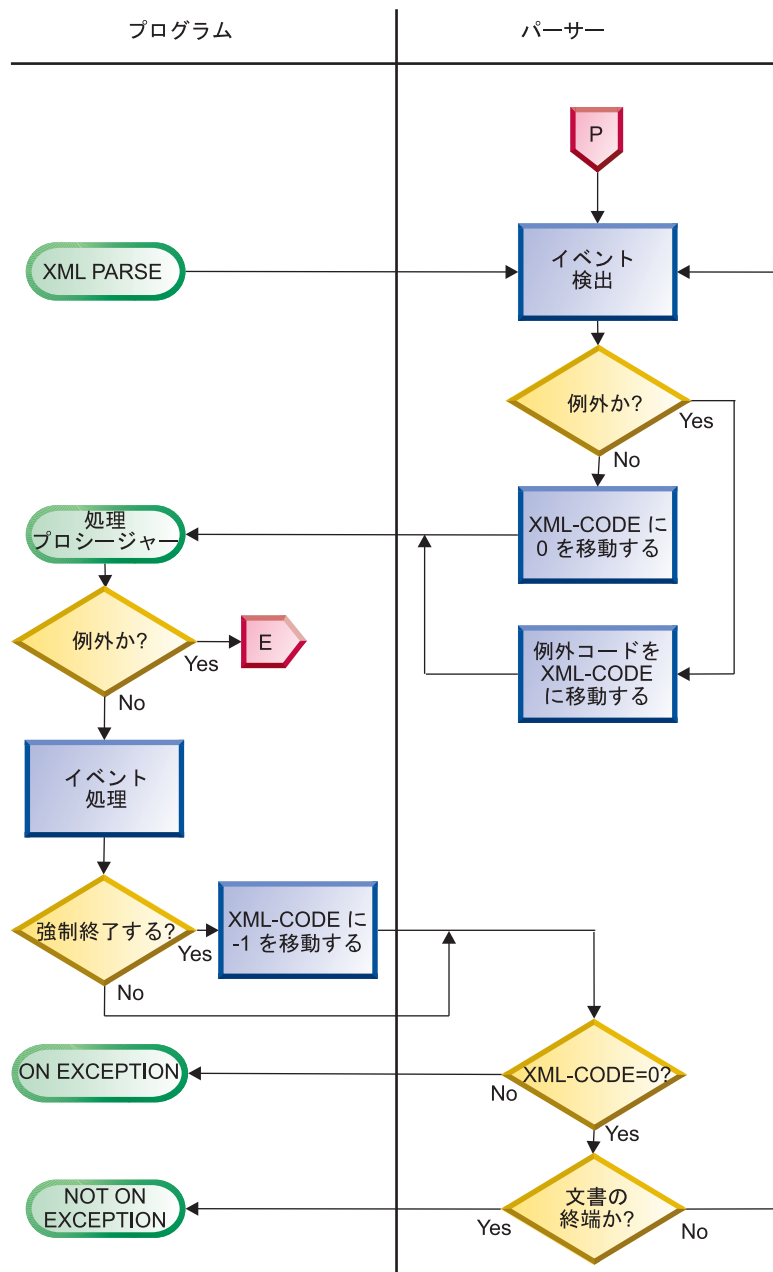 プログラム
パーサー
P
XML PARSE
イベント
検出
例外か?
Yes
No
処理
プロシージャー
XML-CODE に
0 を移動する
例外か?
Yes
E
No
例外コードを
XML-CODE
に移動する
イベント
処理
強制終了する?
Yes
XML-CODE に
-1 を移動する
No
ON EXCEPTION
No
XML-CODE=0?
Yes
NOT ON
EXCEPTION
Yes
文書の
終端か?
No